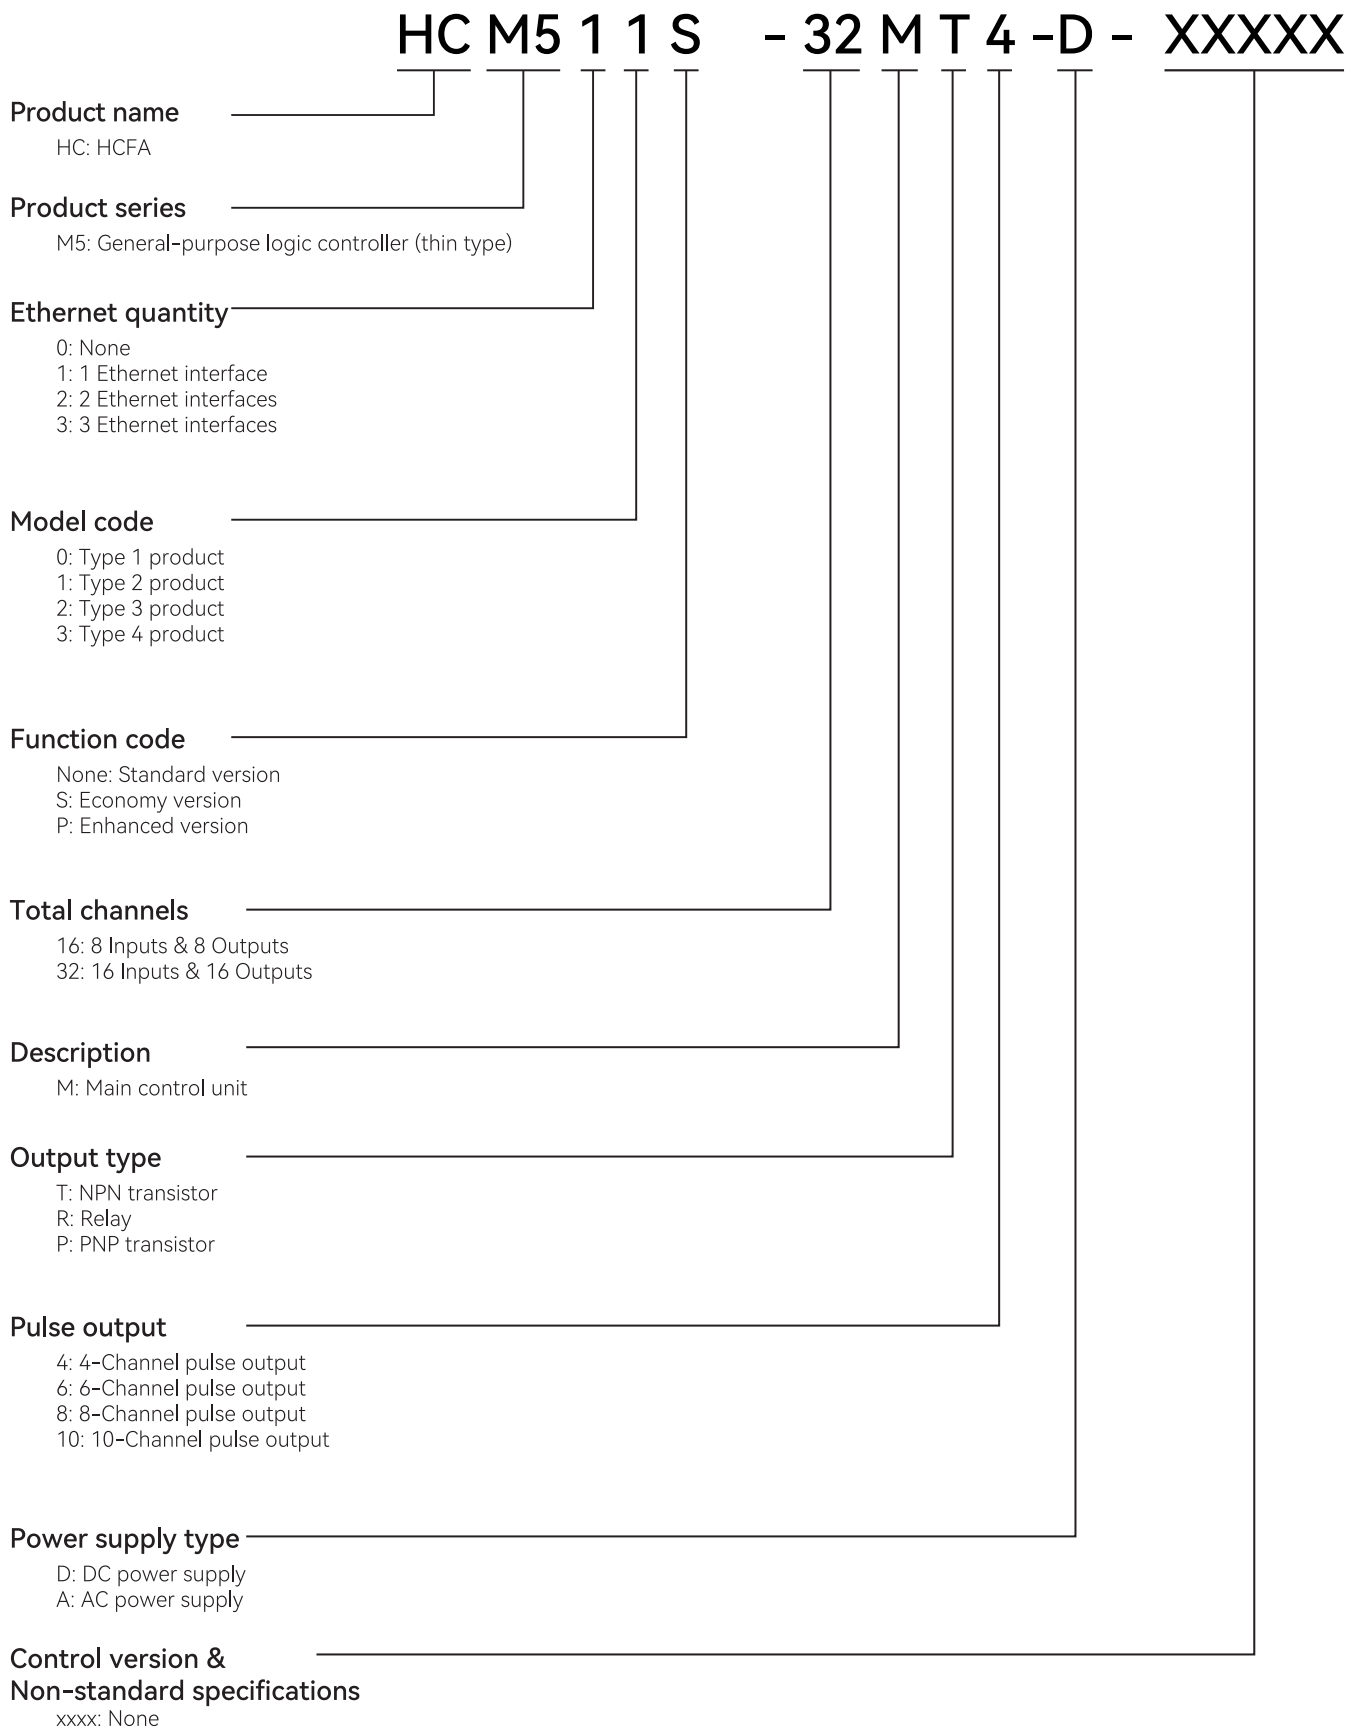 HC M5 1 1 S - 32 M T 4 -D - XXXXX
Product name
HC: HCFA
Product series
M5: General-purpose logic controller (thin type)
Ethernet quantity
0: None
1: 1 Ethernet interface
2: 2 Ethernet interfaces
3: 3 Ethernet interfaces
Model code
0: Type 1 product
1: Type 2 product
2: Type 3 product
3: Type 4 product
Function code
None: Standard version
S: Economy version
P: Enhanced version
Total channels
16: 8 Inputs & 8 Outputs
32: 16 Inputs & 16 Outputs
Description
M: Main control unit
Output type
T: NPN transistor
R: Relay
P: PNP transistor
Pulse output
4: 4-Channel pulse output
6: 6-Channel pulse output
8: 8-Channel pulse output
10: 10-Channel pulse output
Power supply type
D: DC power supply
A: AC power supply
Control version &
Non-standard specifications
xxxx: None